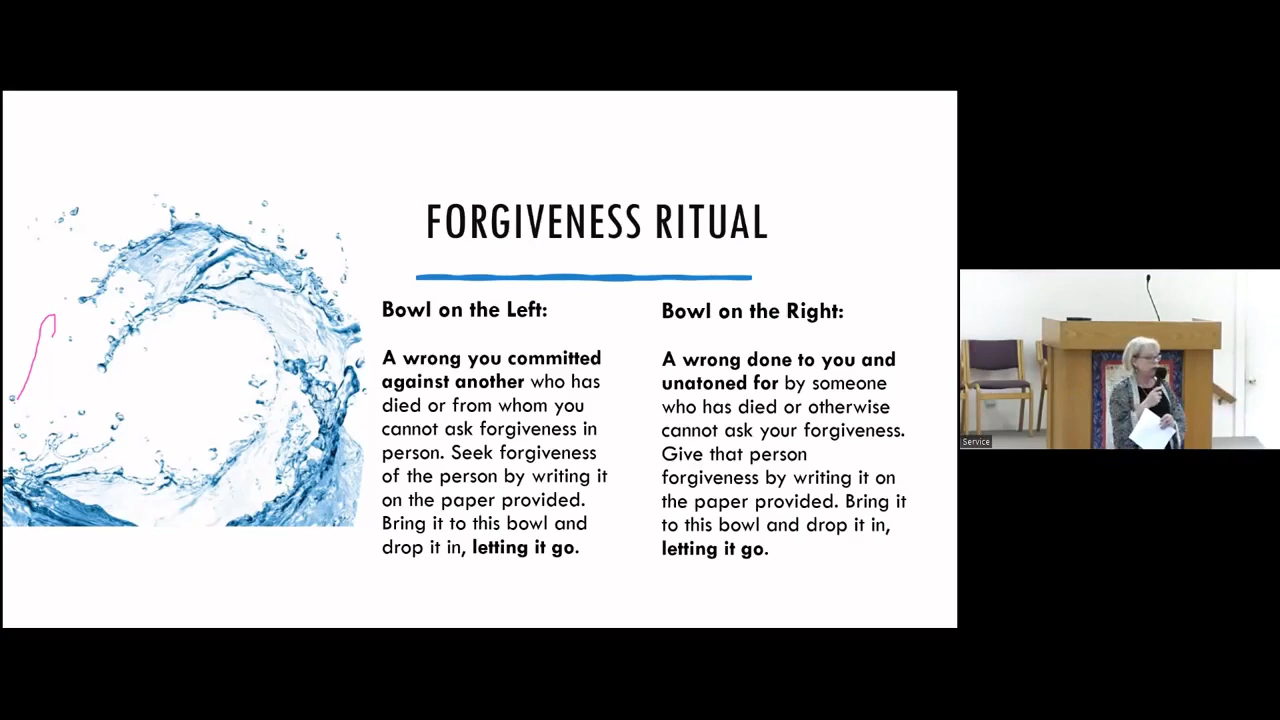 FORGIVENESS RITUAL
Bowl on the Left:
A wrong you committed
against another who has
died or from whom you
cannot ask forgiveness in
person. Seek forgiveness
of the person by writing it
on the paper provided.
Bring it to this bowl and
drop it in, letting it go.
Bowl on the Right:
A wrong done to you and
unatoned for by someone
who has died or otherwise
cannot ask your forgiveness.
Give that person
forgiveness by writing it on
the paper provided. Bring it
to this bowl and drop it in,
letting it go.
Service